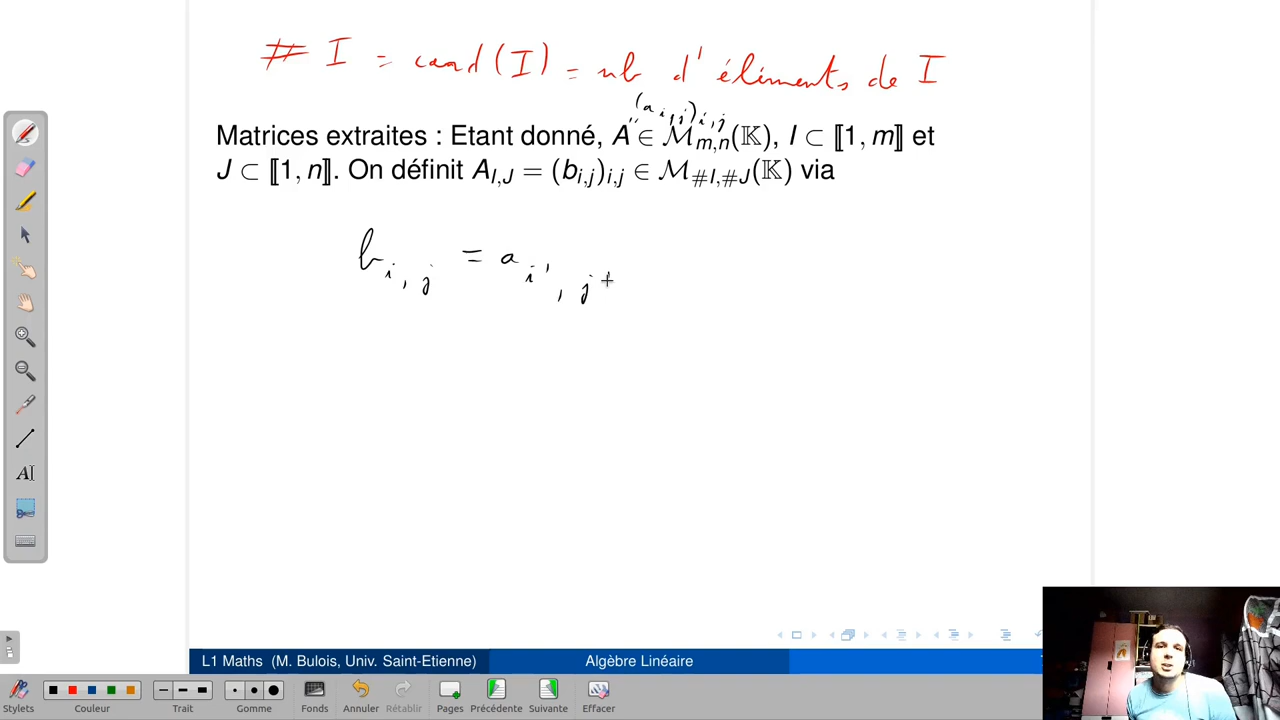 # I = card(I) = nb d'éléments de I
(a i,j) i,j
Matrices extraites : Etant donné, A ∈ M_{m,n}(𝕂), I ⊂ ⟦1, m⟧ et
J ⊂ ⟦1, n⟧. On définit A_{I,J} = (b_{i,j})_{i,j} ∈ M_{#I,#J}(𝕂) via
b_{i,j} = a_{i', j
AI
L1 Maths (M. Bulois, Univ. Saint-Etienne) Algèbre Linéaire
Stylets Couleur Trait Gomme Fonds Annuler Rétablir Pages Précédente Suivante Effacer